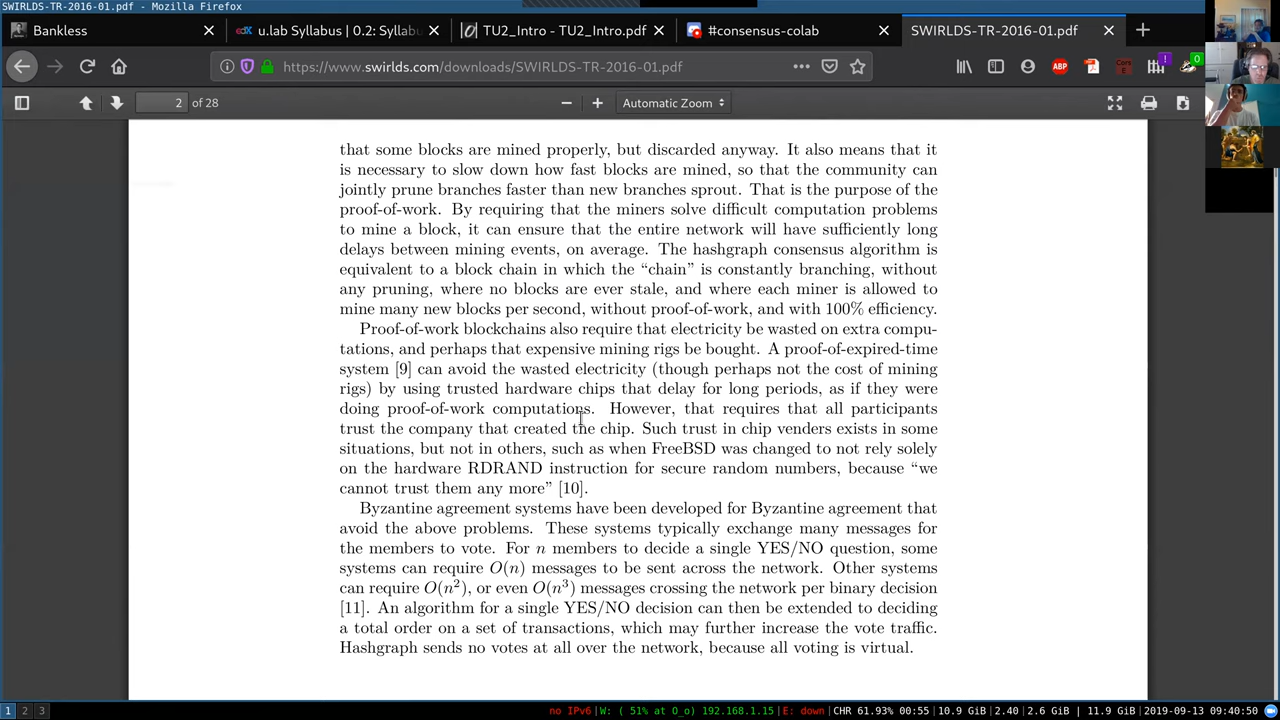 SWIRLDS-TR-2016-01.pdf - Mozilla Firefox
Bankless
u.lab Syllabus | 0.2: Syllab
TU2_Intro - TU2_Intro.pdf
#consensus-colab
SWIRLDS-TR-2016-01.pdf
https://www.swirlds.com/downloads/SWIRLDS-TR-2016-01.pdf
ABP
0
2 of 28
Automatic Zoom
that some blocks are mined properly, but discarded anyway. It also means that it
is necessary to slow down how fast blocks are mined, so that the community can
jointly prune branches faster than new branches sprout. That is the purpose of the
proof-of-work. By requiring that the miners solve difficult computation problems
to mine a block, it can ensure that the entire network will have sufficiently long
delays between mining events, on average. The hashgraph consensus algorithm is
equivalent to a block chain in which the “chain” is constantly branching, without
any pruning, where no blocks are ever stale, and where each miner is allowed to
mine many new blocks per second, without proof-of-work, and with 100% efficiency.
Proof-of-work blockchains also require that electricity be wasted on extra compu-
tations, and perhaps that expensive mining rigs be bought. A proof-of-expired-time
system [9] can avoid the wasted electricity (though perhaps not the cost of mining
rigs) by using trusted hardware chips that delay for long periods, as if they were
doing proof-of-work computations. However, that requires that all participants
trust the company that created the chip. Such trust in chip venders exists in some
situations, but not in others, such as when FreeBSD was changed to not rely solely
on the hardware RDRAND instruction for secure random numbers, because “we
cannot trust them any more” [10].
Byzantine agreement systems have been developed for Byzantine agreement that
avoid the above problems. These systems typically exchange many messages for
the members to vote. For n members to decide a single YES/NO question, some
systems can require O(n) messages to be sent across the network. Other systems
can require O(n²), or even O(n³) messages crossing the network per binary decision
[11]. An algorithm for a single YES/NO decision can then be extended to deciding
a total order on a set of transactions, which may further increase the vote traffic.
Hashgraph sends no votes at all over the network, because all voting is virtual.
1 2 3
no IPv6|W: ( 51% at O_o) 192.168.1.15|E: down|CHR 61.93% 00:55|10.9 GiB|2.40|2.6 GiB|11.9 GiB|2019-09-13 09:40:50